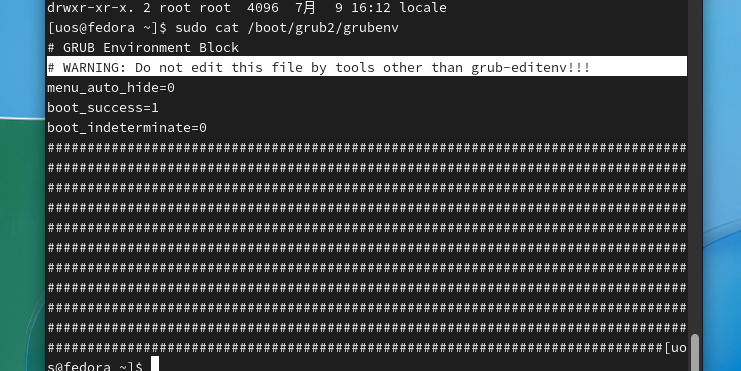 drwxr-xr-x. 2 root root  4096  7月   9 16:12 locale
[uos@fedora ~]$ sudo cat /boot/grub2/grubenv
# GRUB Environment Block
# WARNING: Do not edit this file by tools other than grub-editenv!!!
menu_auto_hide=0
boot_success=1
boot_indeterminate=0
################################################################################
################################################################################
################################################################################
################################################################################
################################################################################
################################################################################
################################################################################
################################################################################
################################################################################
################################################################################
#############################################################################[uo
s@fedora ~]$